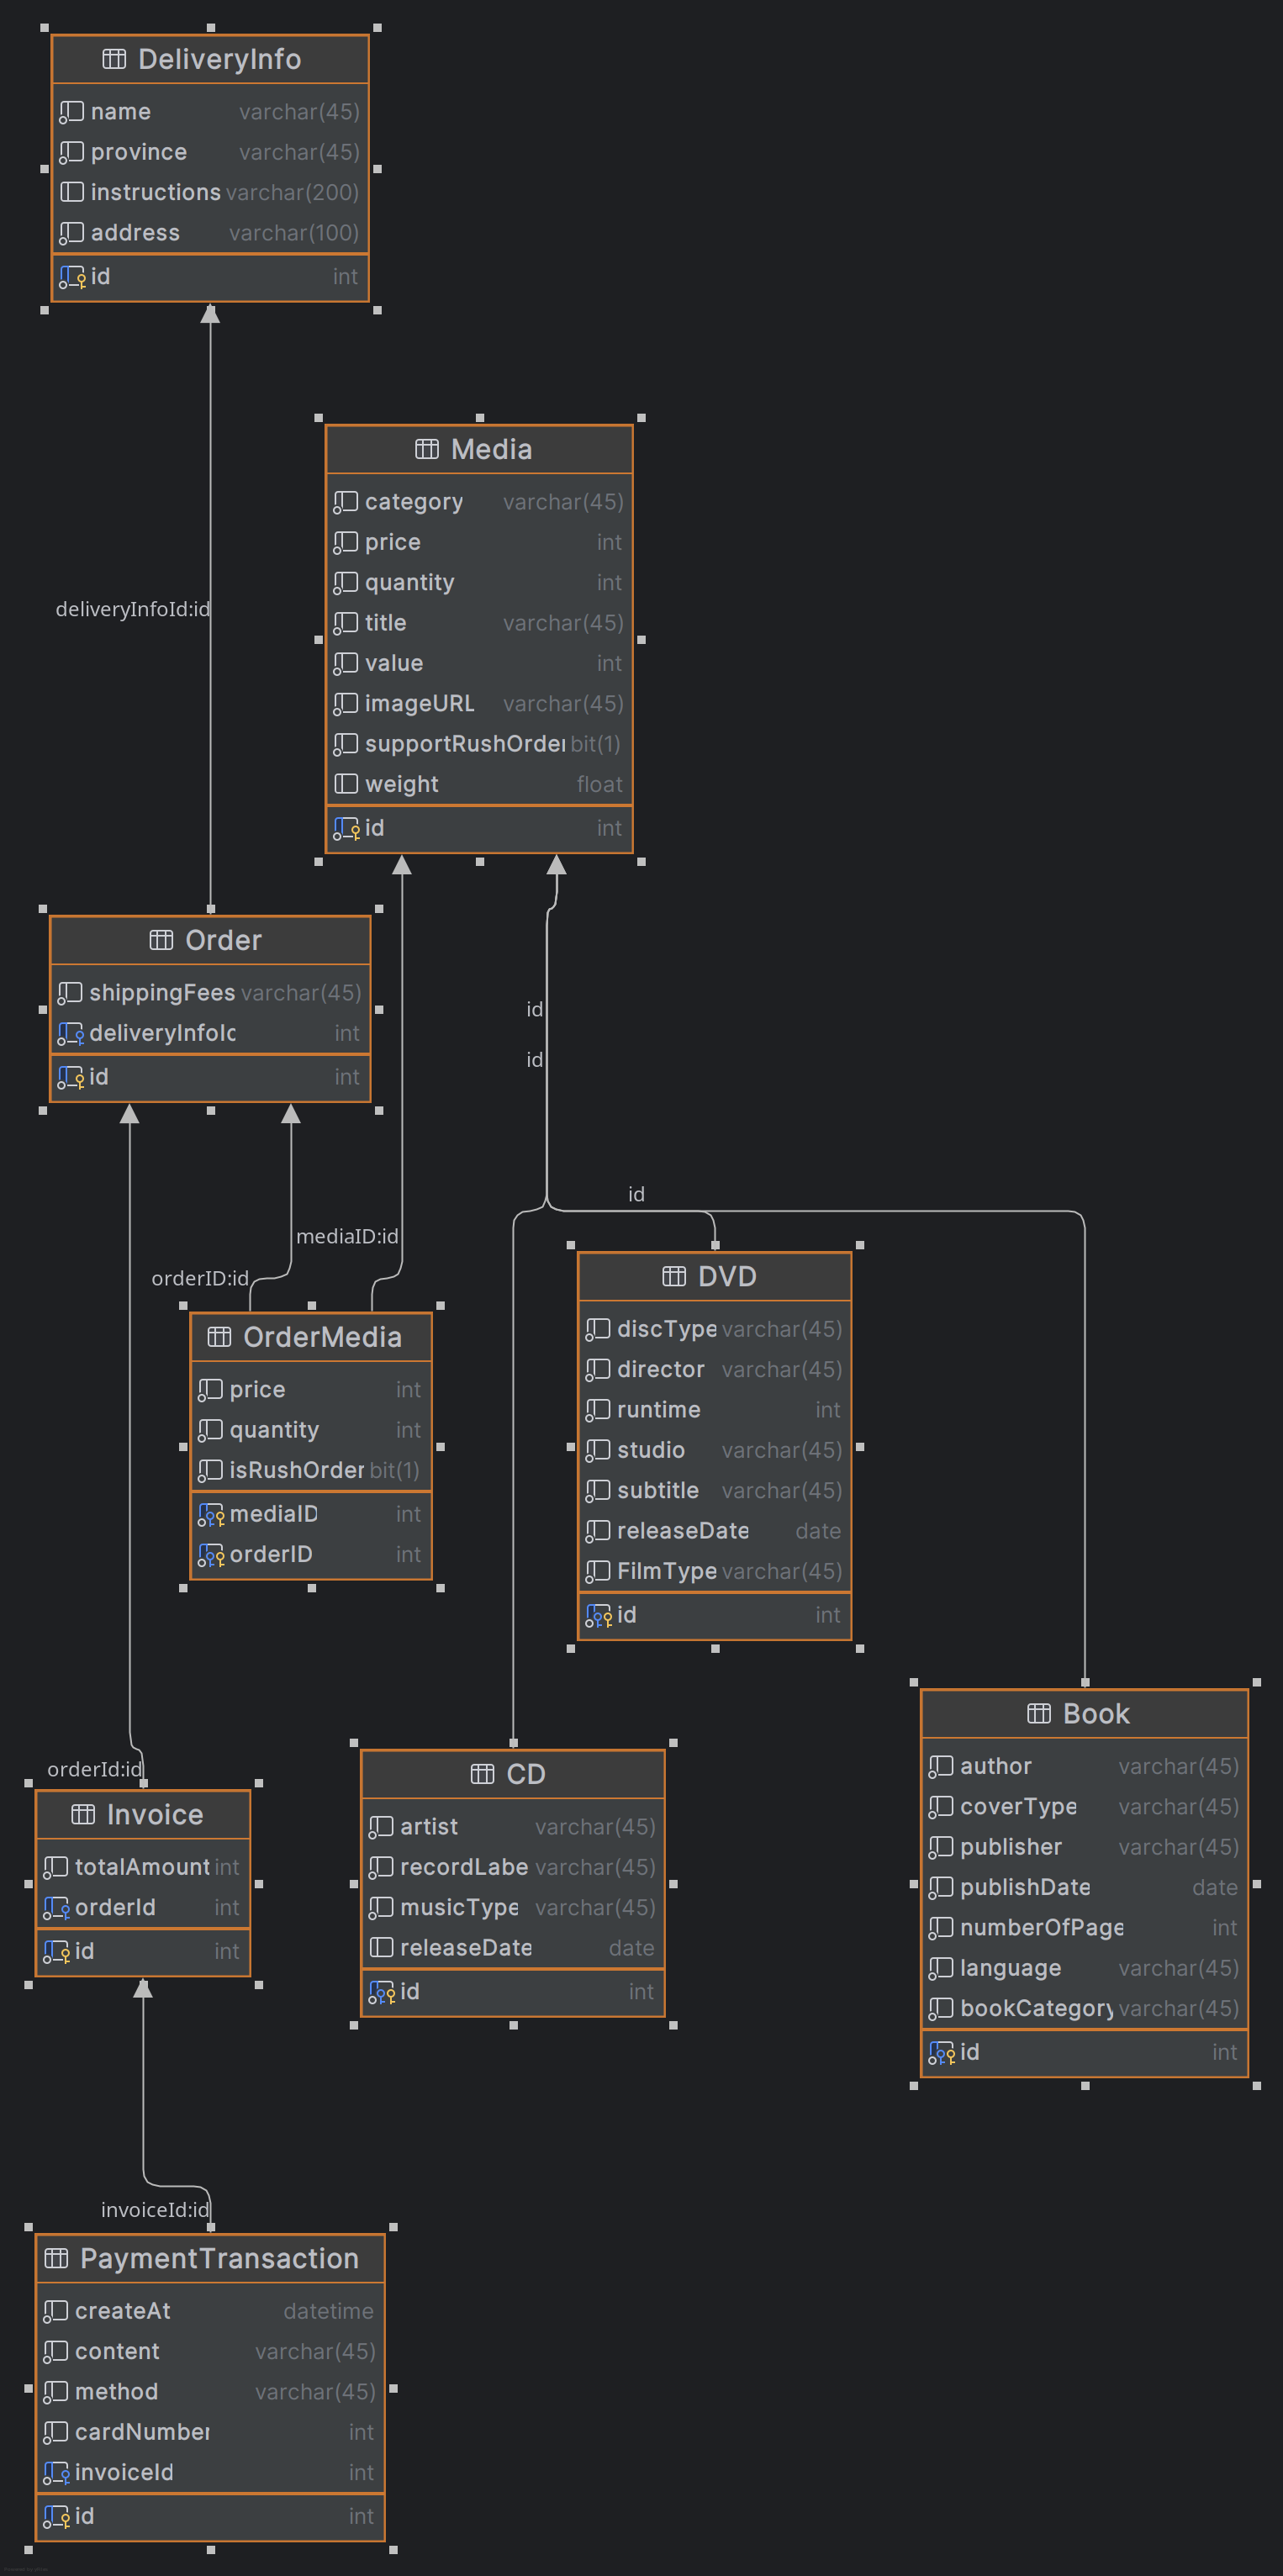 DeliveryInfo
name varchar(45)
province varchar(45)
instructions varchar(200)
address varchar(100)
id int
deliveryInfoId:id
Media
category varchar(45)
price int
quantity int
title varchar(45)
value int
imageURL varchar(45)
supportRushOrder bit(1)
weight float
id int
Order
shippingFees varchar(45)
deliveryInfoId int
id int
id
id
id
mediaID:id
orderID:id
OrderMedia
price int
quantity int
isRushOrder bit(1)
mediaID int
orderID int
DVD
discType varchar(45)
director varchar(45)
runtime int
studio varchar(45)
subtitle varchar(45)
releaseDate date
FilmType varchar(45)
id int
orderId:id
Invoice
totalAmount int
orderId int
id int
CD
artist varchar(45)
recordLabe varchar(45)
musicType varchar(45)
releaseDate date
id int
Book
author varchar(45)
coverType varchar(45)
publisher varchar(45)
publishDate date
numberOfPage int
language varchar(45)
bookCategory varchar(45)
id int
invoiceId:id
PaymentTransaction
createAt datetime
content varchar(45)
method varchar(45)
cardNumber int
invoiceId int
id int